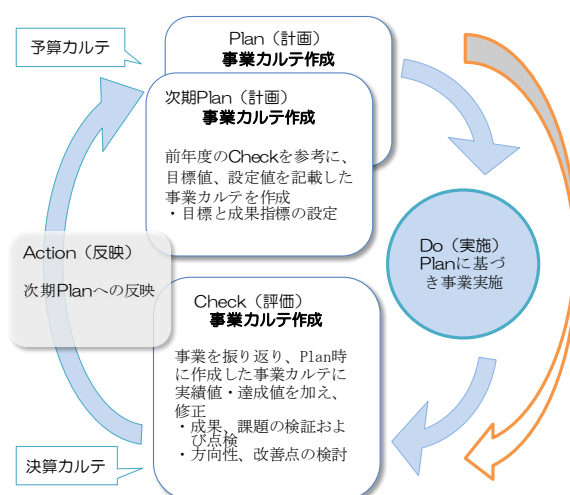 予算カルテ
Plan（計画）
事業カルテ作成
次期Plan（計画）
事業カルテ作成
前年度のCheckを参考に、
目標値、設定値を記載した
事業カルテを作成
・目標と成果指標の設定
Do（実施）
Planに基づ
き事業実施
Action（反映）
次期Planへの反映
Check（評価）
事業カルテ作成
事業を振り返り、Plan時
に作成した事業カルテに
実績値・達成値を加え、
修正
・成果、課題の検証およ
び点検
・方向性、改善点の検討
決算カルテ